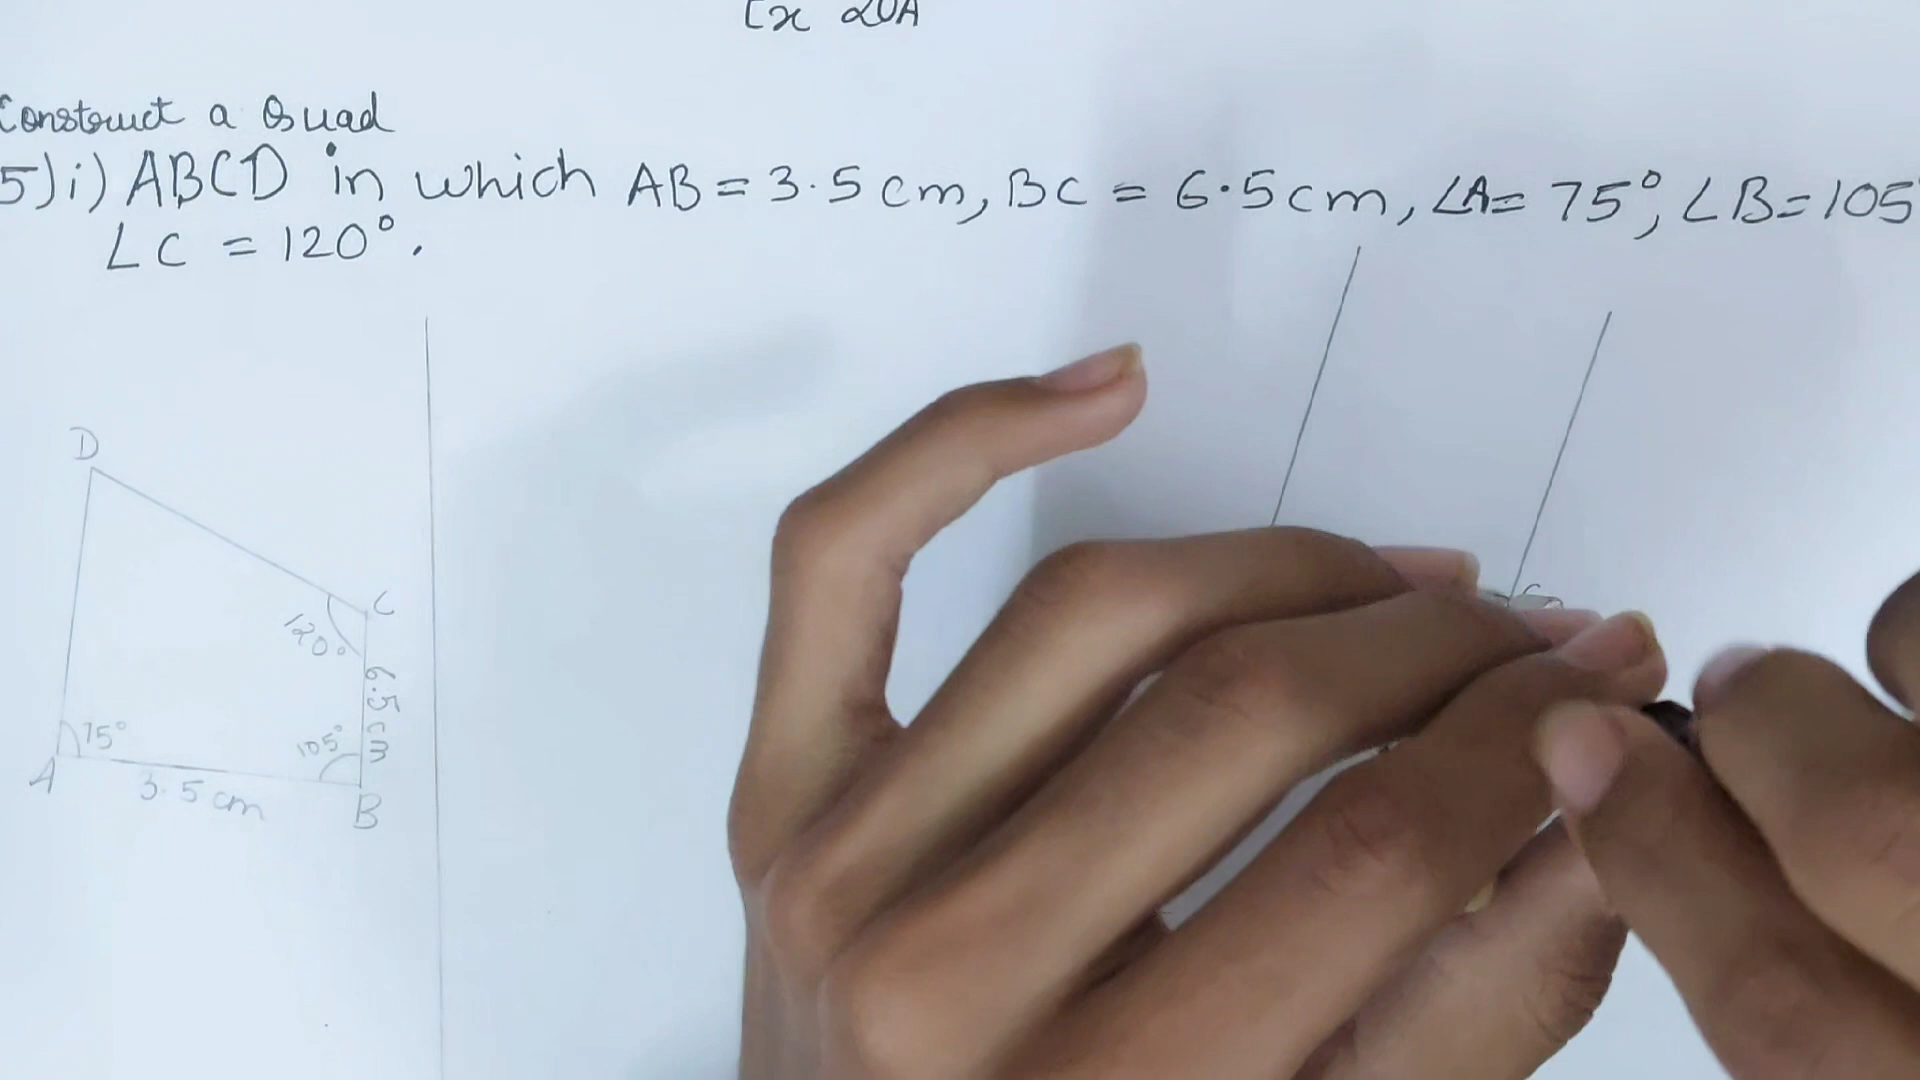 Ex 20A
Construct a Quad
5)i) ABCD in which AB = 3.5 cm, BC = 6.5 cm, ∠A = 75°, ∠B = 105°
∠C = 120°.
D
C
120°
6.5 cm
75°
105°
A
3.5 cm
B
C